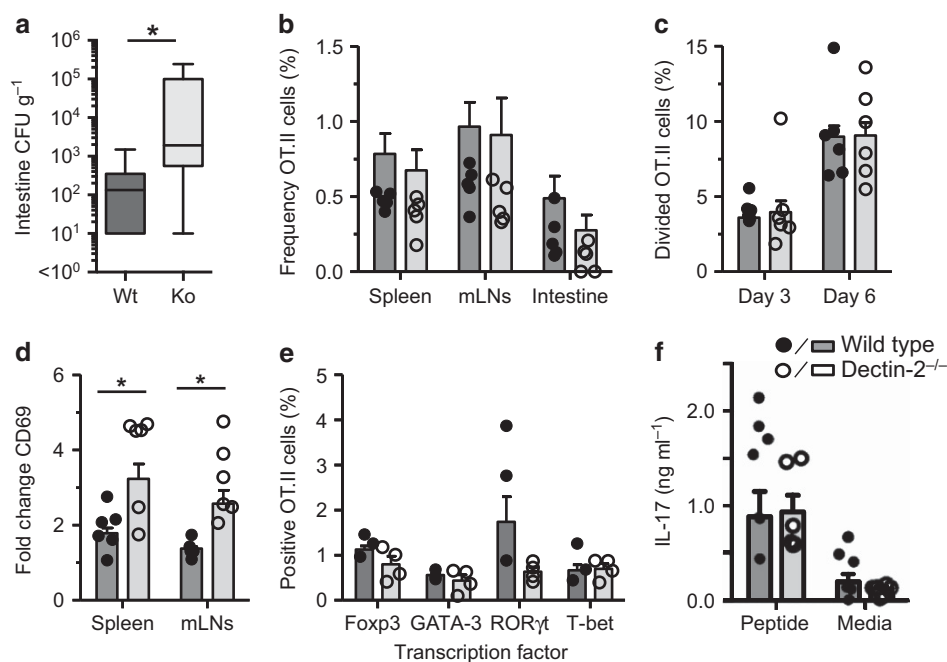 a
*
Intestine CFU g⁻¹
10⁶
10⁵
10⁴
10³
10²
10¹
<10⁰
Wt Ko
b
Frequency OT.II cells (%)
1.5
1.0
0.5
0.0
Spleen mLNs Intestine
c
Divided OT.II cells (%)
15
10
5
0
Day 3 Day 6
d
* *
Fold change CD69
6
4
2
0
Spleen mLNs
e
Positive OT.II cells (%)
5
4
3
2
1
0
Foxp3 GATA-3 RORγt T-bet
Transcription factor
f
/ Wild type
/ Dectin-2⁻/⁻
IL-17 (ng ml⁻¹)
2.0
1.0
0.0
Peptide Media